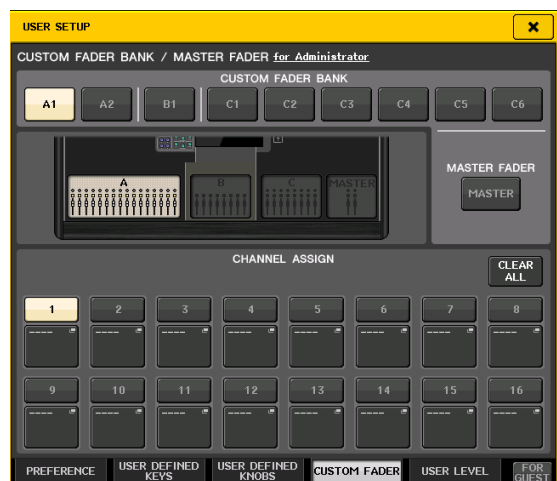 USER SETUP
CUSTOM FADER BANK / MASTER FADER for Administrator
CUSTOM FADER BANK
A1 A2 B1 C1 C2 C3 C4 C5 C6
A B C MASTER
MASTER FADER
MASTER
CHANNEL ASSIGN
CLEAR
ALL
1 2 3 4 5 6 7 8
---- ---- ---- ---- ---- ---- ---- ----
9 10 11 12 13 14 15 16
---- ---- ---- ---- ---- ---- ---- ----
PREFERENCE USER DEFINED KEYS USER DEFINED KNOBS CUSTOM FADER USER LEVEL FOR GUEST